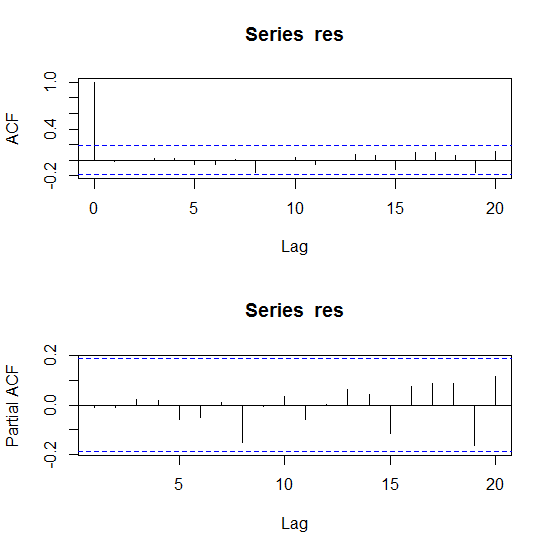 Series res
ACF
1.0
0.4
-0.2
0 5 10 15 20
Lag
Series res
Partial ACF
0.2
0.0
-0.2
5 10 15 20
Lag